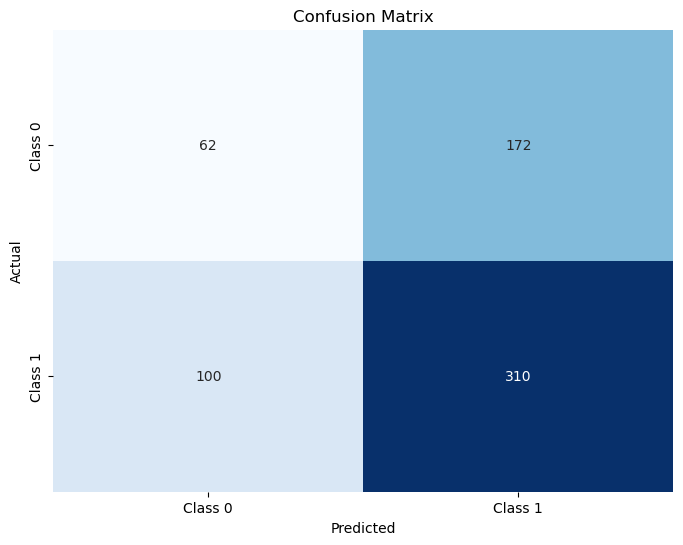 Confusion Matrix
Actual
Class 0
62
172
Class 1
100
310
Class 0
Class 1
Predicted